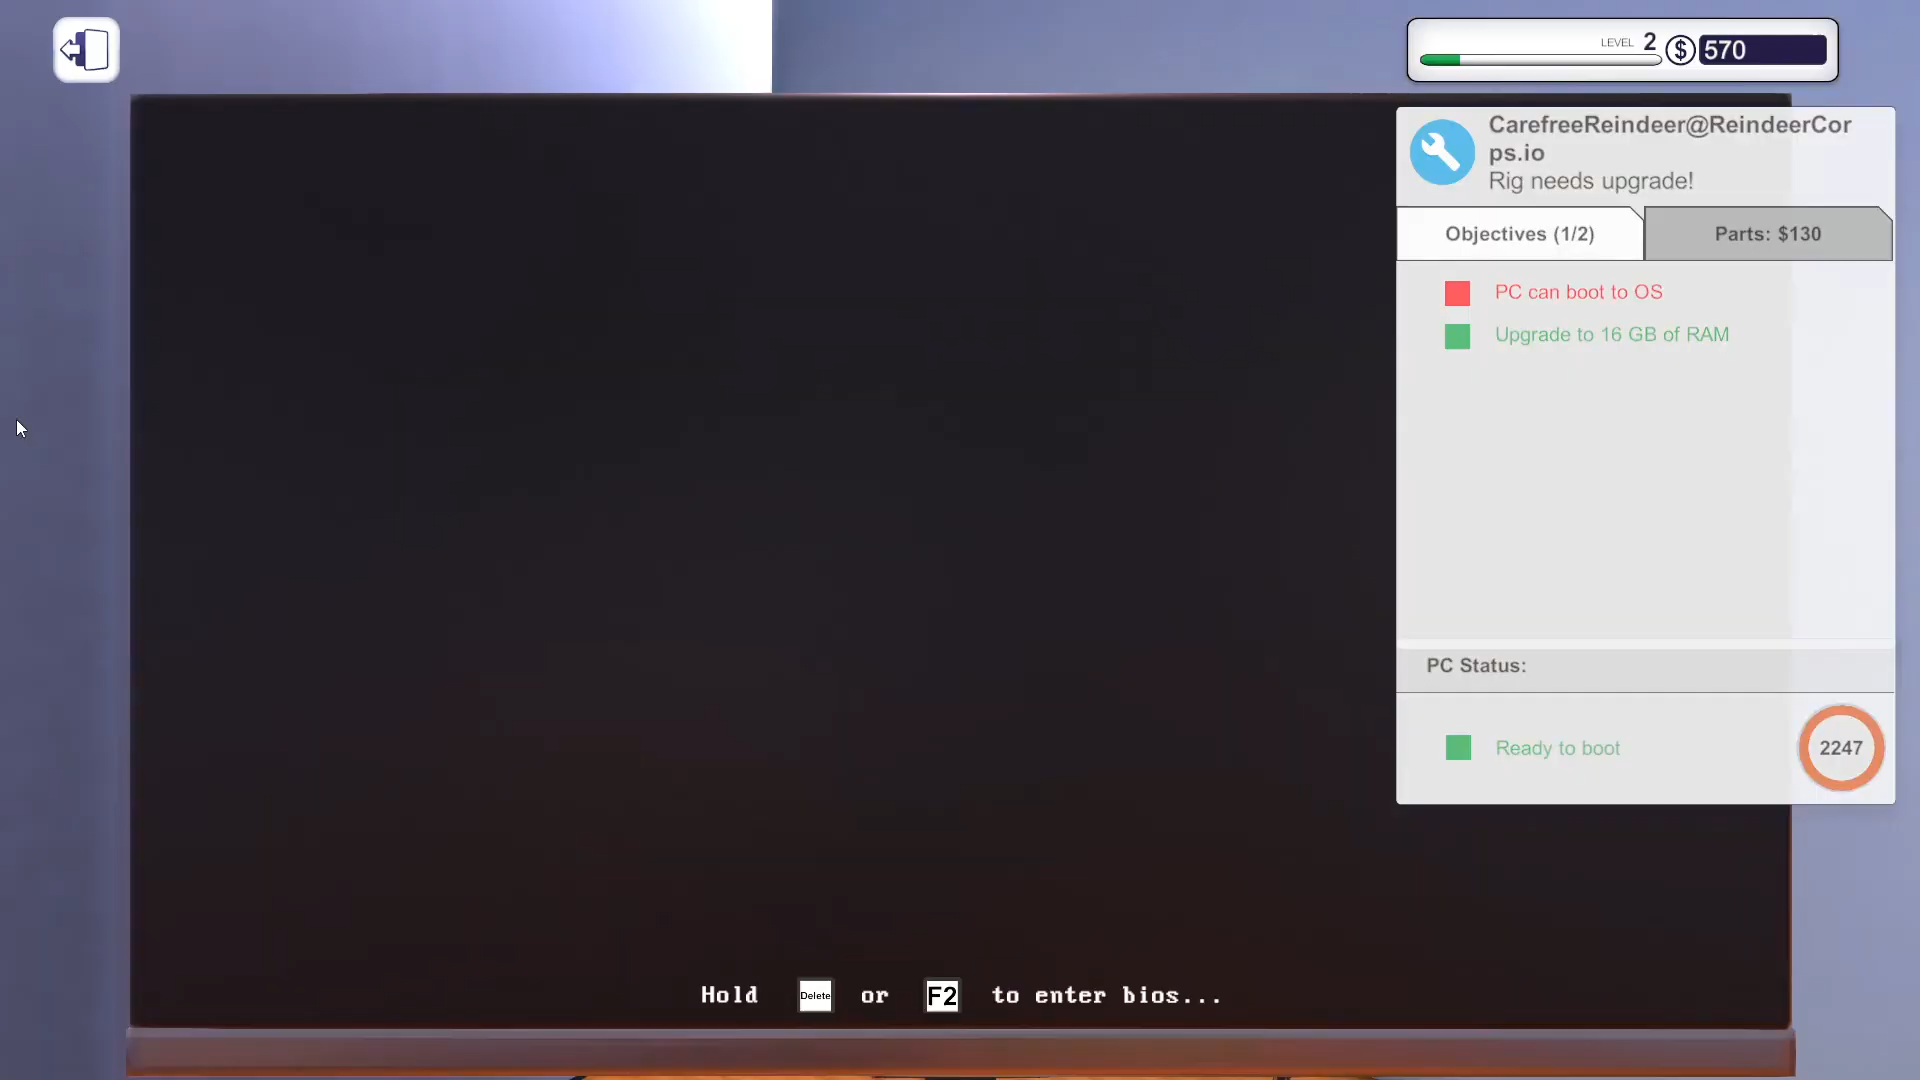 LEVEL 2 $ 570
CarefreeReindeer@ReindeerCor
ps.io
Rig needs upgrade!
Objectives (1/2)
Parts: $130
PC can boot to OS
Upgrade to 16 GB of RAM
PC Status:
Ready to boot
2247
Hold Delete or F2 to enter bios...